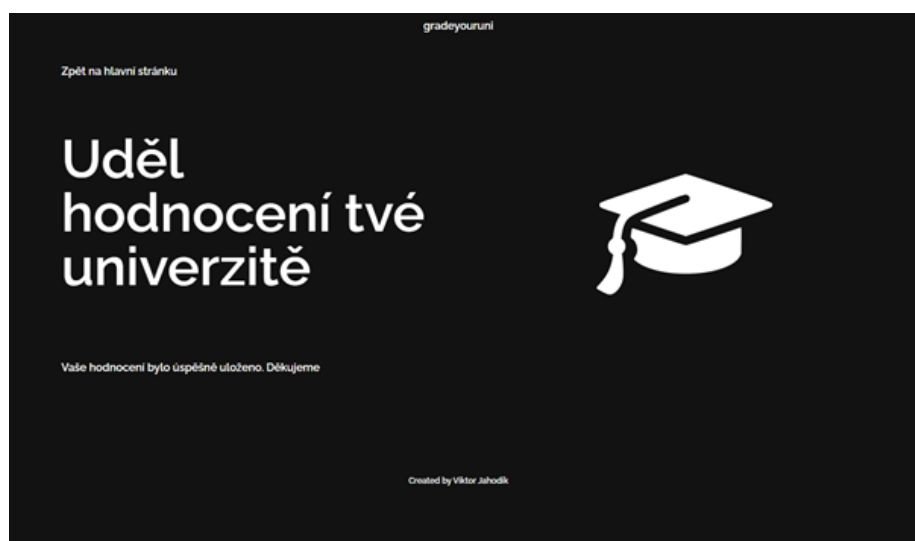 gradeyouruni
Zpět na hlavní stránku
Uděl
hodnocení tvé
univerzitě
Vaše hodnocení bylo úspěšně uloženo. Děkujeme
Created by Viktor Jahodík